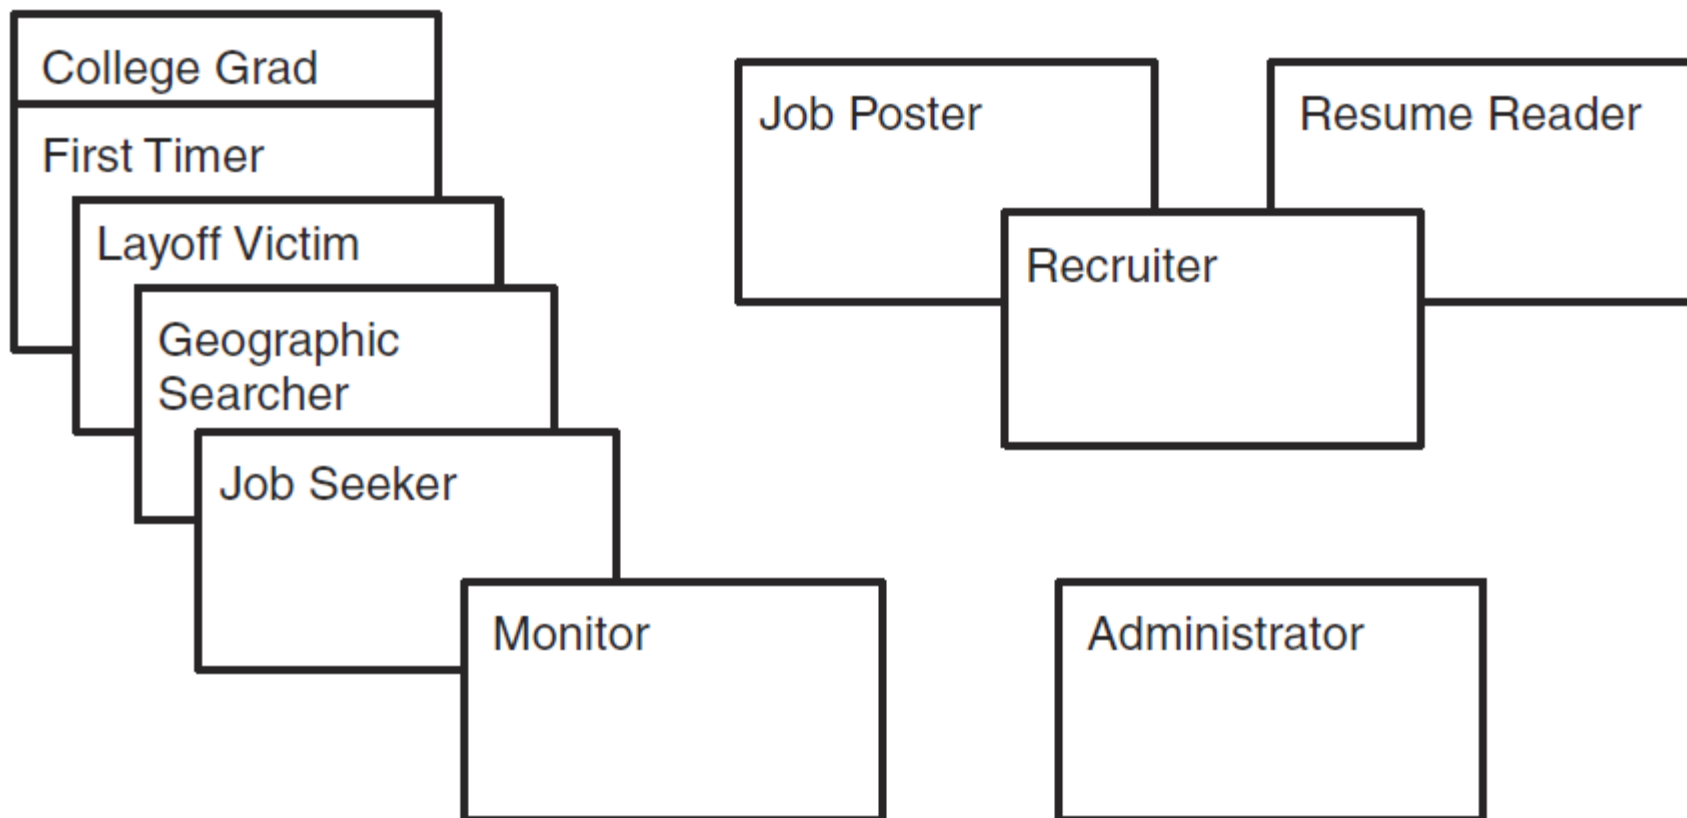 College Grad
First Timer
Layoff Victim
Geographic
Searcher
Job Seeker
Monitor
Job Poster
Resume Reader
Recruiter
Administrator